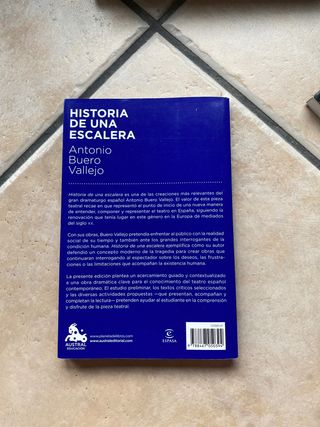 HISTORIA
DE UNA
ESCALERA
Antonio
Buero
Vallejo
Historia de una escalera es una de las creaciones más relevantes del
gran dramaturgo español Antonio Buero Vallejo. El valor de esta pieza
teatral recae en que representó el punto de inicio de una nueva manera
de entender, componer y representar el teatro en España, siguiendo la
renovación que tenía lugar en este género en la Europa de mediados
del siglo XX.
Con sus obras, Buero Vallejo pretendía enfrentar al público con la realidad
social de su tiempo y también ante los grandes interrogantes de la
condición humana. Historia de una escalera ejemplifica cómo su autor
defendió un concepto moderno de la tragedia para crear obras que
continuaran interrogando al espectador sobre los deseos, las frustra-
ciones o las limitaciones que acompañan a la existencia humana.
La presente edición plantea un acercamiento guiado y contextualizado
a una obra dramática clave para el conocimiento del teatro español
contemporáneo. El estudio preliminar, los textos críticos seleccionados
y las diversas actividades propuestas —que presentan, acompañan y
completan la lectura— pretenden ayudar al estudiante en la comprensión
y disfrute de la pieza teatral.
AUSTRAL
EDUCACIÓN
www.planetadelibros.com
www.australeditorial.com
ESPASA